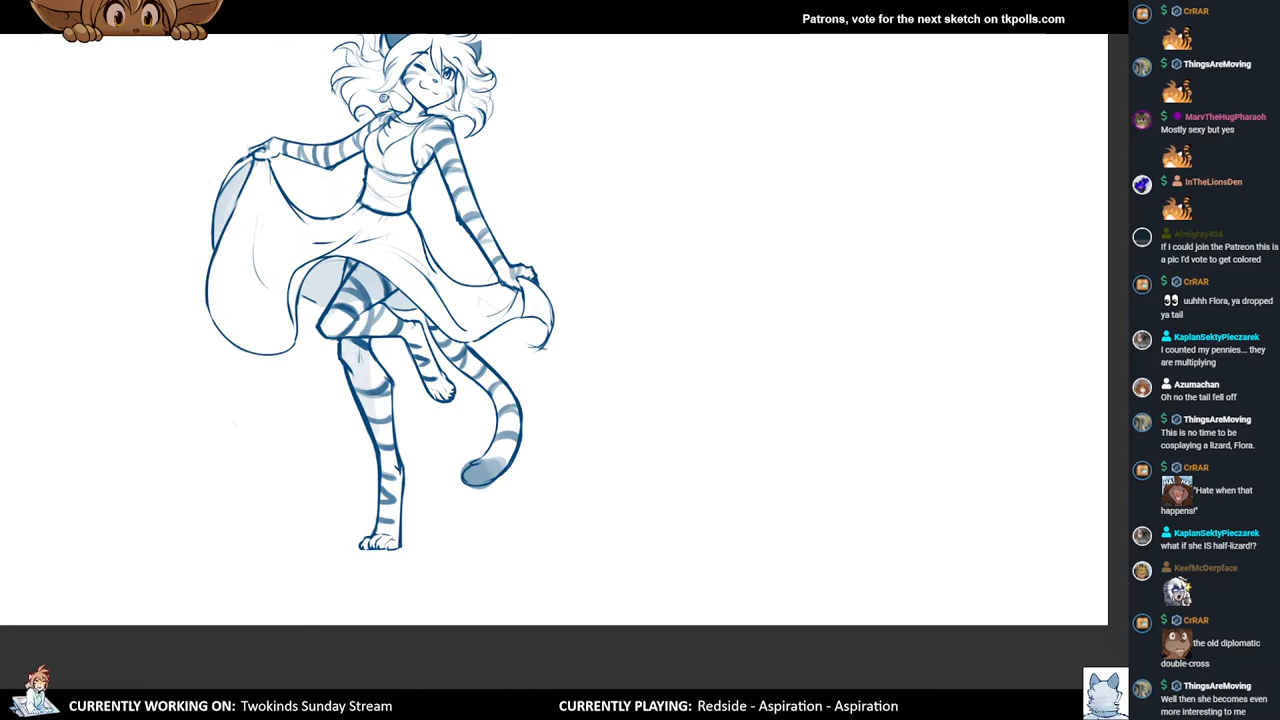 Patrons, vote for the next sketch on tkpolls.com
$ CrRAR
$ ThingsAreMoving
$ MarvTheHugPharaoh
Mostly sexy but yes
$ InTheLionsDen
Almighty404
If I could join the Patreon this is
a pic I'd vote to get colored
$ CrRAR
uuhhh Flora, ya dropped
ya tail
KaplanSektyPieczarek
I counted my pennies... they
are multiplying
Azumachan
Oh no the tail fell off
$ ThingsAreMoving
This is no time to be
cosplaying a lizard, Flora.
$ CrRAR
"Hate when that
happens!"
KaplanSektyPieczarek
what if she IS half-lizard!?
KeefMcDerpface
$ CrRAR
the old diplomatic
double-cross
$ ThingsAreMoving
Well then she becomes even
more interesting to me
CURRENTLY WORKING ON: Twokinds Sunday Stream
CURRENTLY PLAYING: Redside - Aspiration - Aspiration